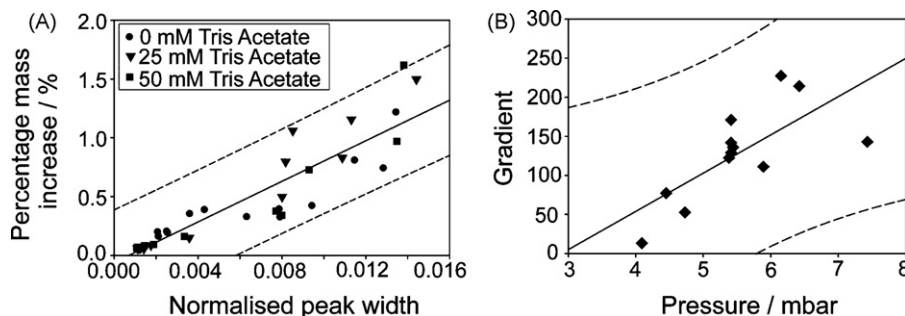 (A)
Percentage mass
increase / %
2.0
1.5
1.0
0.5
0.0
0 mM Tris Acetate
25 mM Tris Acetate
50 mM Tris Acetate
0.000 0.004 0.008 0.012 0.016
Normalised peak width
(B)
Gradient
300
250
200
150
100
50
0
3 4 5 6 7 8
Pressure / mbar